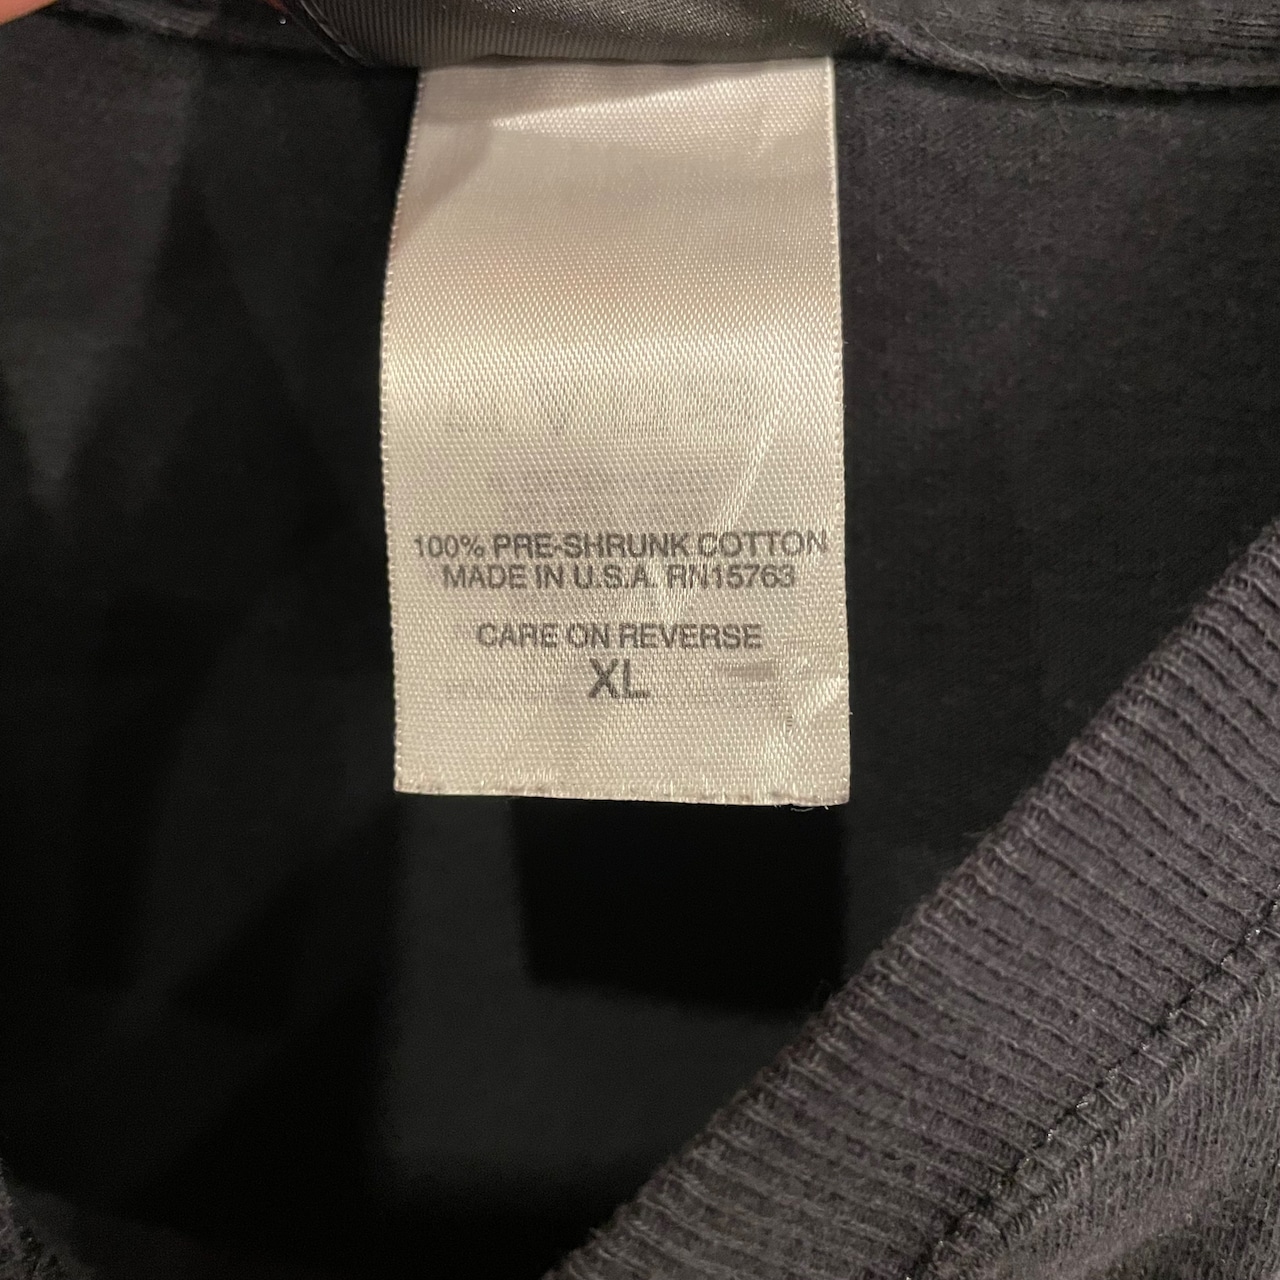 100% PRE-SHRUNK COTTON
MADE IN U.S.A. RN15763
CARE ON REVERSE
XL